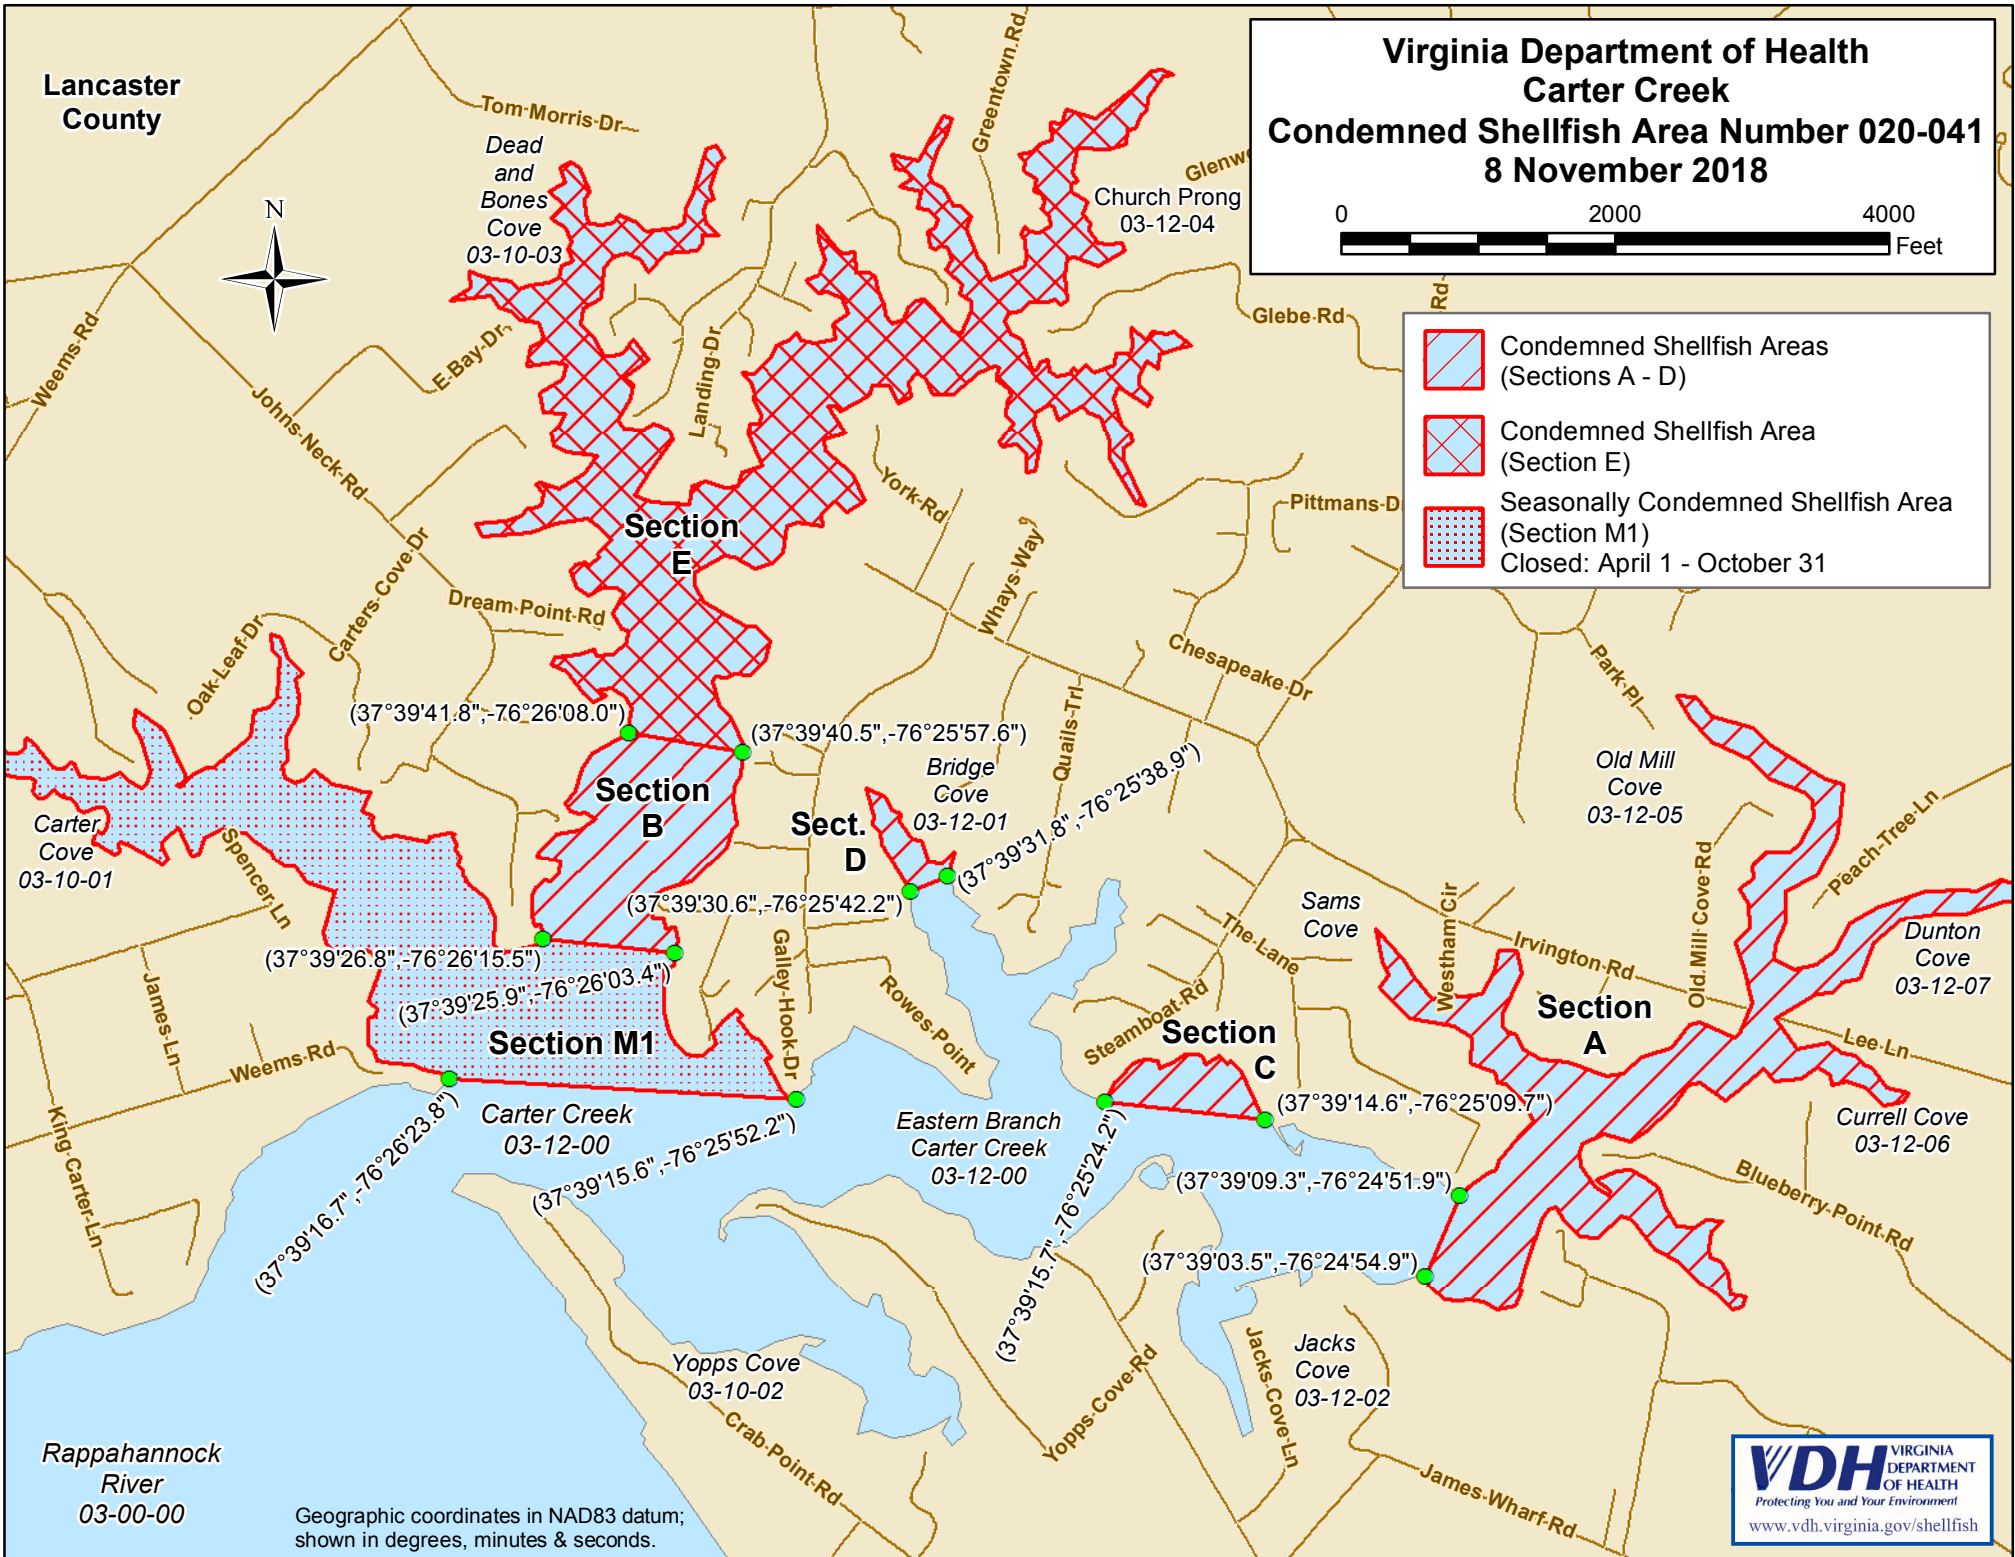 Virginia Department of Health
Carter Creek
Condemned Shellfish Area Number 020-041
8 November 2018
0 2000 4000
Feet
Condemned Shellfish Areas
(Sections A - D)
Condemned Shellfish Area
(Section E)
Seasonally Condemned Shellfish Area
(Section M1)
Closed: April 1 - October 31
Lancaster
County
N
Tom Morris Dr
Dead
and
Bones
Cove
03-10-03
Greentown Rd
Church Prong
03-12-04
Glebe Rd
Rd
Weems Rd
E Bay Dr
Landing Dr
Johns Neck Rd
York Rd
Pittmans D
Section
E
Whays Way
Carters Cove Dr
Dream Point Rd
Oak Leaf Dr
Chesapeake Dr
Park Pl
Quails Trl
(37°39'41.8",-76°26'08.0")
(37°39'40.5",-76°25'57.6")
Section
B
Bridge
Cove
03-12-01
Sect.
D
(37°39'31.8",-76°25'38.9")
(37°39'30.6",-76°25'42.2")
Old Mill
Cove
03-12-05
Peach Tree Ln
Carter
Cove
03-10-01
Spencer Ln
Sams
Cove
Westham Cir
Irvington Rd
Old Mill Cove Rd
Dunton
Cove
03-12-07
The Lane
Galley Hook Dr
(37°39'26.8",-76°26'15.5")
(37°39'25.9",-76°26'03.4")
James Ln
Rowes Point
Steamboat Rd
Section
C
Section
A
Section M1
Weems Rd
Lee Ln
Currell Cove
03-12-06
(37°39'14.6",-76°25'09.7")
Carter Creek
03-12-00
Eastern Branch
Carter Creek
03-12-00
King Carter Ln
(37°39'16.7",-76°26'23.8")
(37°39'15.6",-76°25'52.2")
(37°39'15.7",-76°25'24.2")
(37°39'09.3",-76°24'51.9")
(37°39'03.5",-76°24'54.9")
Blueberry Point Rd
Yopps Cove
03-10-02
Crab Point Rd
Yopps Cove Rd
Jacks Cove Ln
Jacks
Cove
03-12-02
James Wharf Rd
Rappahannock
River
03-00-00
Geographic coordinates in NAD83 datum;
shown in degrees, minutes & seconds.
VDH VIRGINIA
DEPARTMENT
OF HEALTH
Protecting You and Your Environment
www.vdh.virginia.gov/shellfish